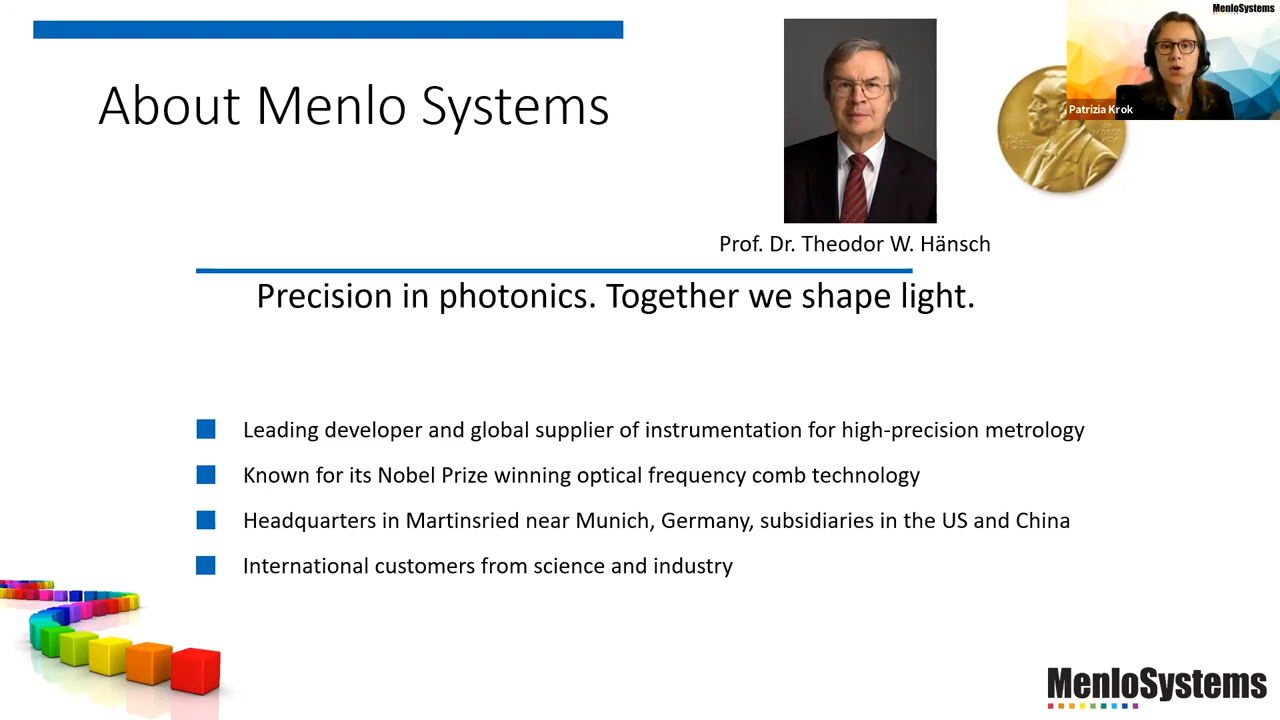 MenloSystems
Patrizia Krok
About Menlo Systems
Prof. Dr. Theodor W. Hänsch
Precision in photonics. Together we shape light.
Leading developer and global supplier of instrumentation for high-precision metrology
Known for its Nobel Prize winning optical frequency comb technology
Headquarters in Martinsried near Munich, Germany, subsidiaries in the US and China
International customers from science and industry
MenloSystems